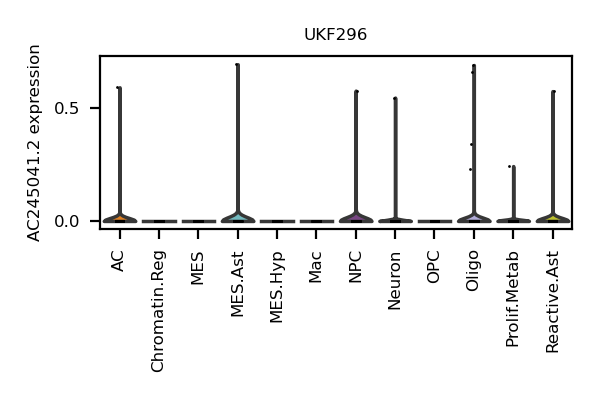 UKF296
AC245041.2 expression
0.5
0.0
AC
Chromatin.Reg
MES
MES.Ast
MES.Hyp
Mac
NPC
Neuron
OPC
Oligo
Prolif.Metab
Reactive.Ast